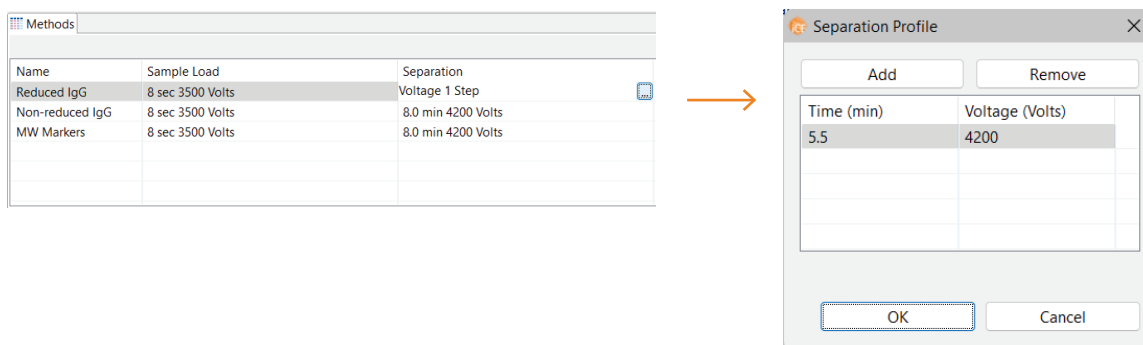 Methods
Name Sample Load Separation
Reduced IgG 8 sec 3500 Volts Voltage 1 Step ...
Non-reduced IgG 8 sec 3500 Volts 8.0 min 4200 Volts
MW Markers 8 sec 3500 Volts 8.0 min 4200 Volts
iCE Separation Profile
Add Remove
Time (min) Voltage (Volts)
5.5 4200
OK Cancel